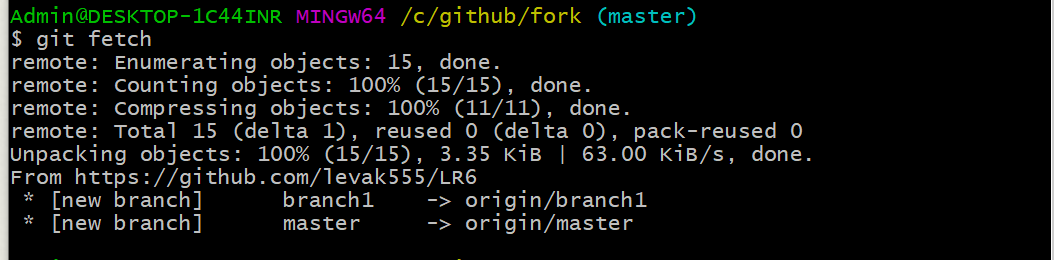 Admin@DESKTOP-1C44INR MINGW64 /c/github/fork (master)
$ git fetch
remote: Enumerating objects: 15, done.
remote: Counting objects: 100% (15/15), done.
remote: Compressing objects: 100% (11/11), done.
remote: Total 15 (delta 1), reused 0 (delta 0), pack-reused 0
Unpacking objects: 100% (15/15), 3.35 KiB | 63.00 KiB/s, done.
From https://github.com/levak555/LR6
 * [new branch]      branch1    -> origin/branch1
 * [new branch]      master     -> origin/master